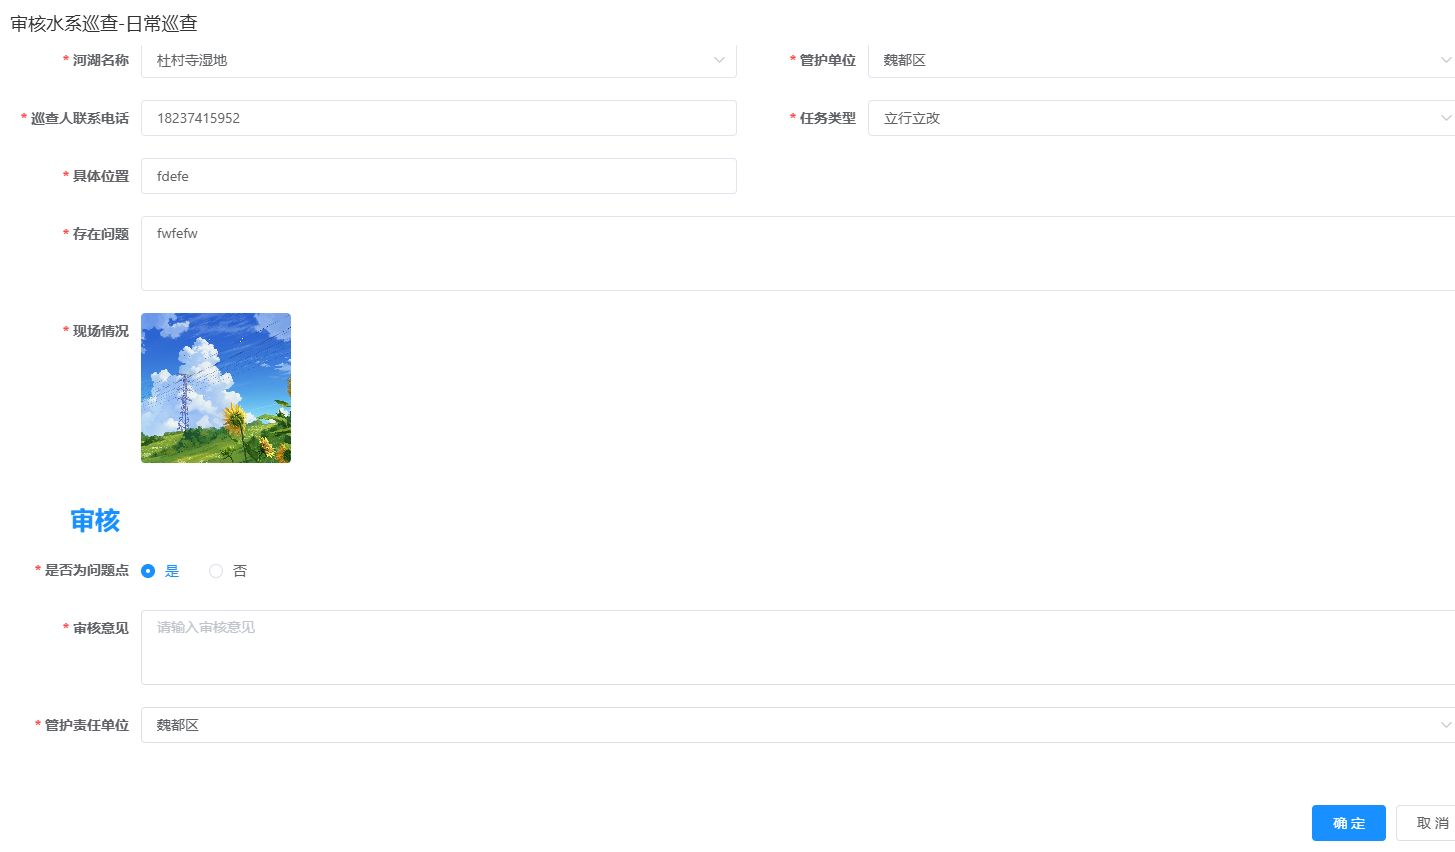 审核水系巡查-日常巡查
* 河湖名称 杜村寺湿地 * 管护单位 魏都区
* 巡查人联系电话 18237415952 * 任务类型 立行立改
* 具体位置 fdefe
* 存在问题 fwfefw
* 现场情况
审核
* 是否为问题点 是 否
* 审核意见 请输入审核意见
* 管护责任单位 魏都区
确 定 取 消